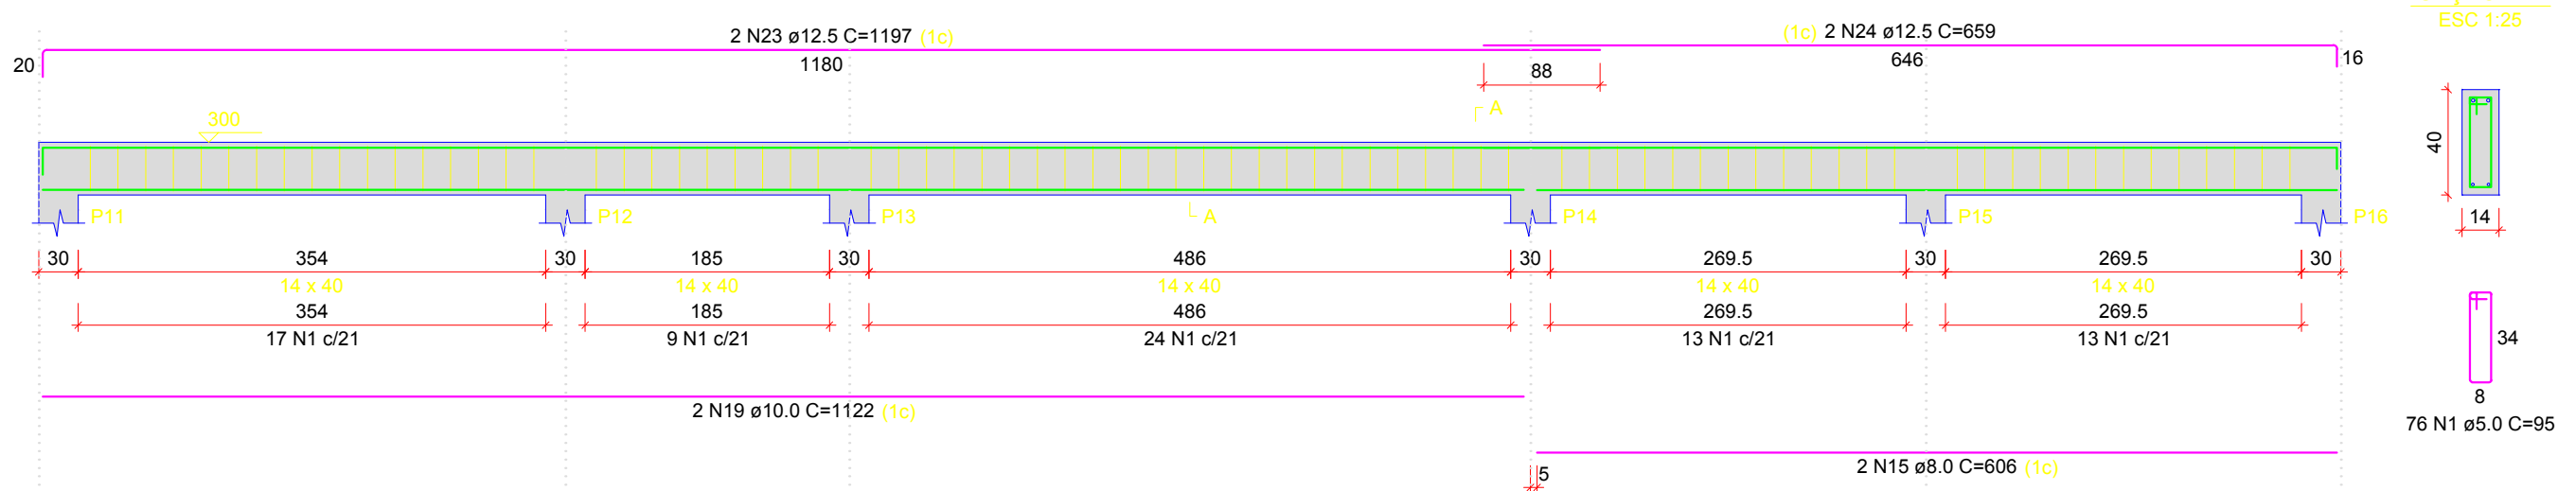 2 N23 ø12.5 C=1197 (1c)
(1c) 2 N24 ø12.5 C=659
ESC 1:25
20
1180
88
646
16
A
300
40
14
P11
P12
P13
A
P14
P15
P16
30
354
30
185
30
486
30
269.5
30
269.5
30
14 x 40
14 x 40
14 x 40
14 x 40
14 x 40
354
185
486
269.5
269.5
17 N1 c/21
9 N1 c/21
24 N1 c/21
13 N1 c/21
13 N1 c/21
34
8
76 N1 ø5.0 C=95
2 N19 ø10.0 C=1122 (1c)
2 N15 ø8.0 C=606 (1c)
5